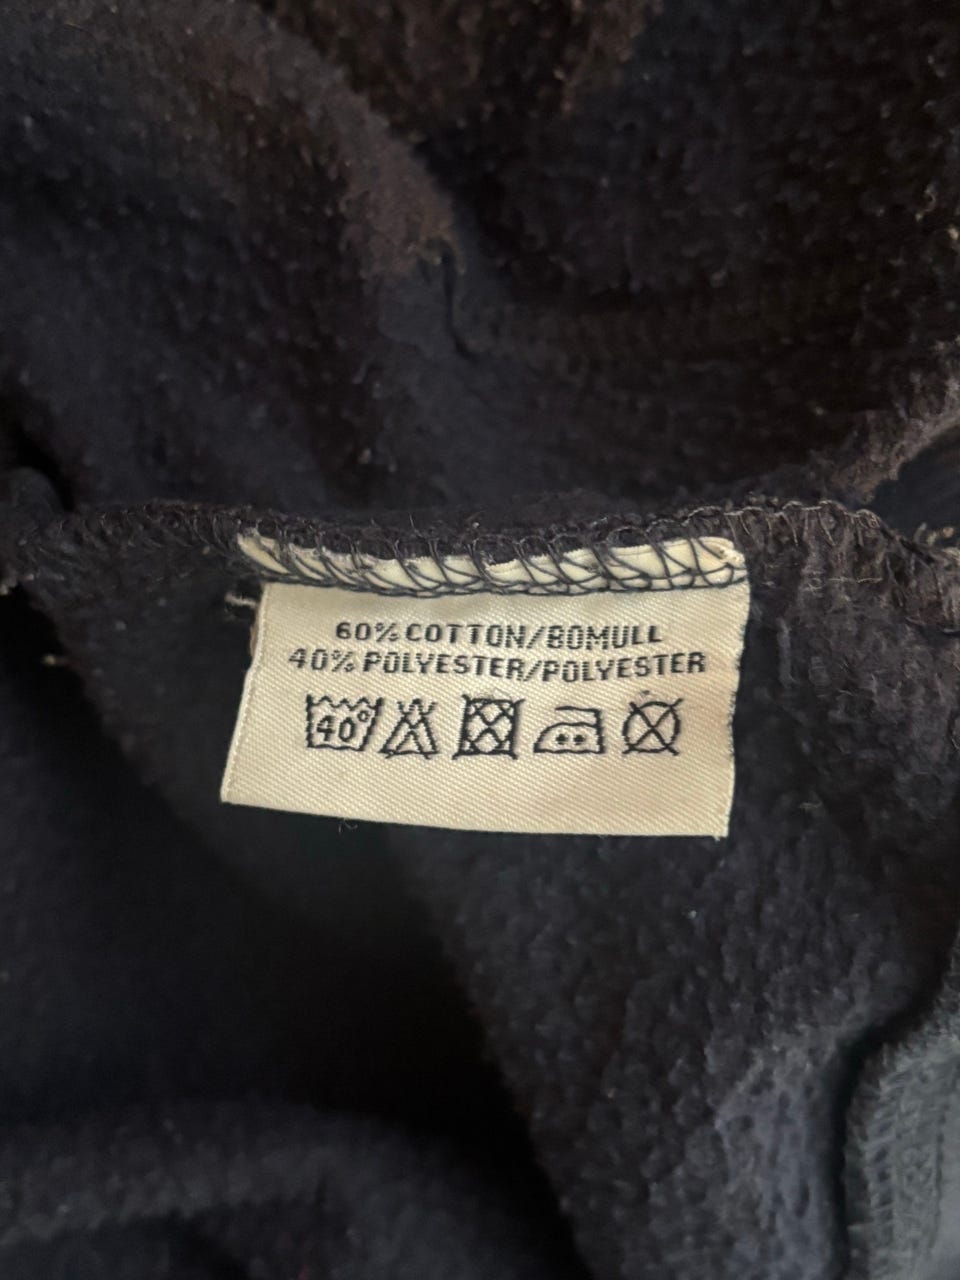 60% COTTON/BOMULL
40% POLYESTER/POLYESTER
40°